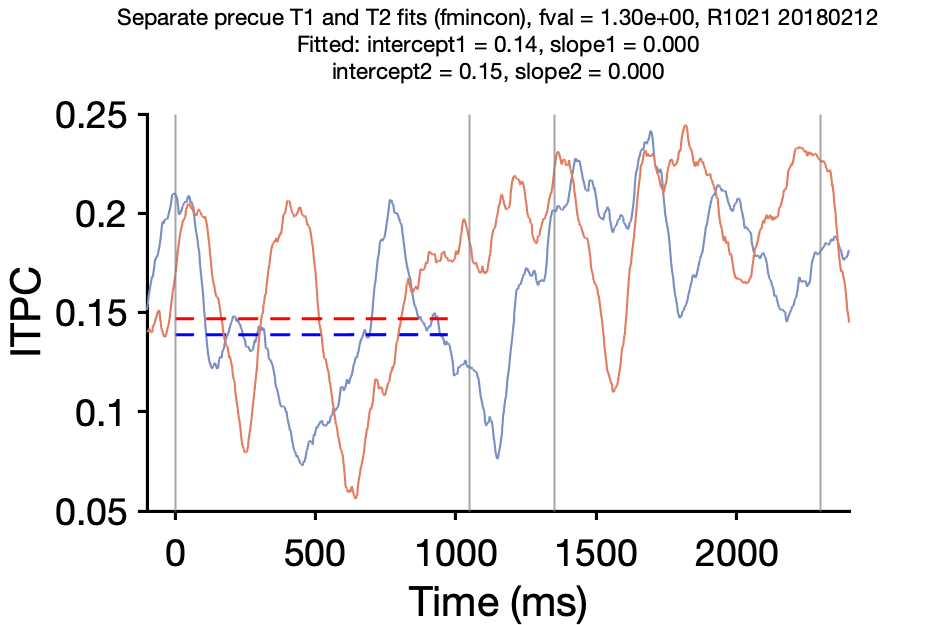 Separate precue T1 and T2 fits (fmincon), fval = 1.30e+00, R1021 20180212
Fitted: intercept1 = 0.14, slope1 = 0.000
intercept2 = 0.15, slope2 = 0.000
0.25
0.2
0.15
0.1
0.05
ITPC
0 500 1000 1500 2000
Time (ms)